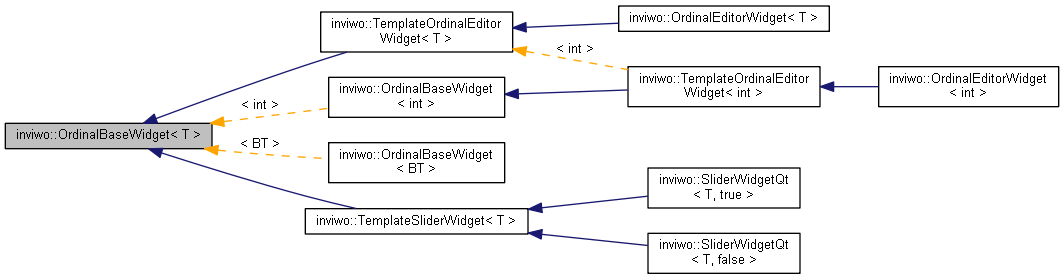 inviwo::OrdinalBaseWidget< T >
inviwo::TemplateOrdinalEditor
Widget< T >
< int >
inviwo::OrdinalBaseWidget
< int >
< BT >
inviwo::OrdinalBaseWidget
< BT >
inviwo::TemplateSliderWidget< T >
inviwo::OrdinalEditorWidget< T >
< int >
inviwo::TemplateOrdinalEditor
Widget< int >
inviwo::OrdinalEditorWidget
< int >
inviwo::SliderWidgetQt
< T, true >
inviwo::SliderWidgetQt
< T, false >